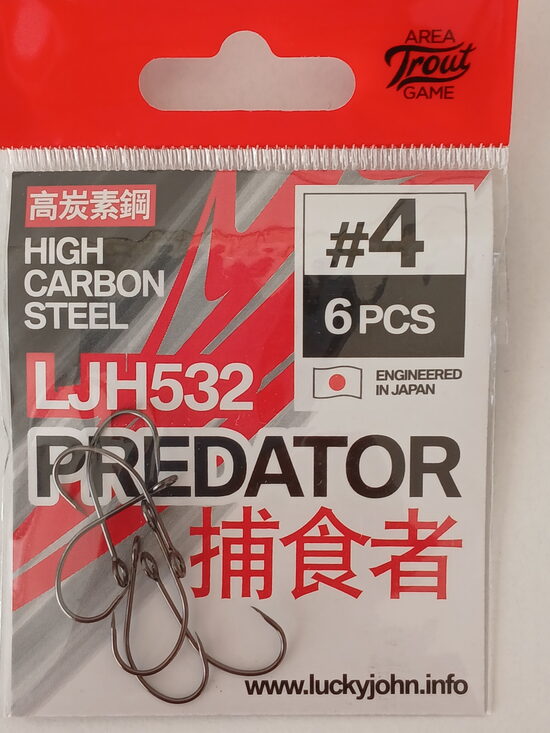 AREA
Trout
GAME
高炭素鋼
HIGH
CARBON
STEEL
#4
6 PCS
ENGINEERED
IN JAPAN
LJH532
PREDATOR
捕食者
www.luckyjohn.info